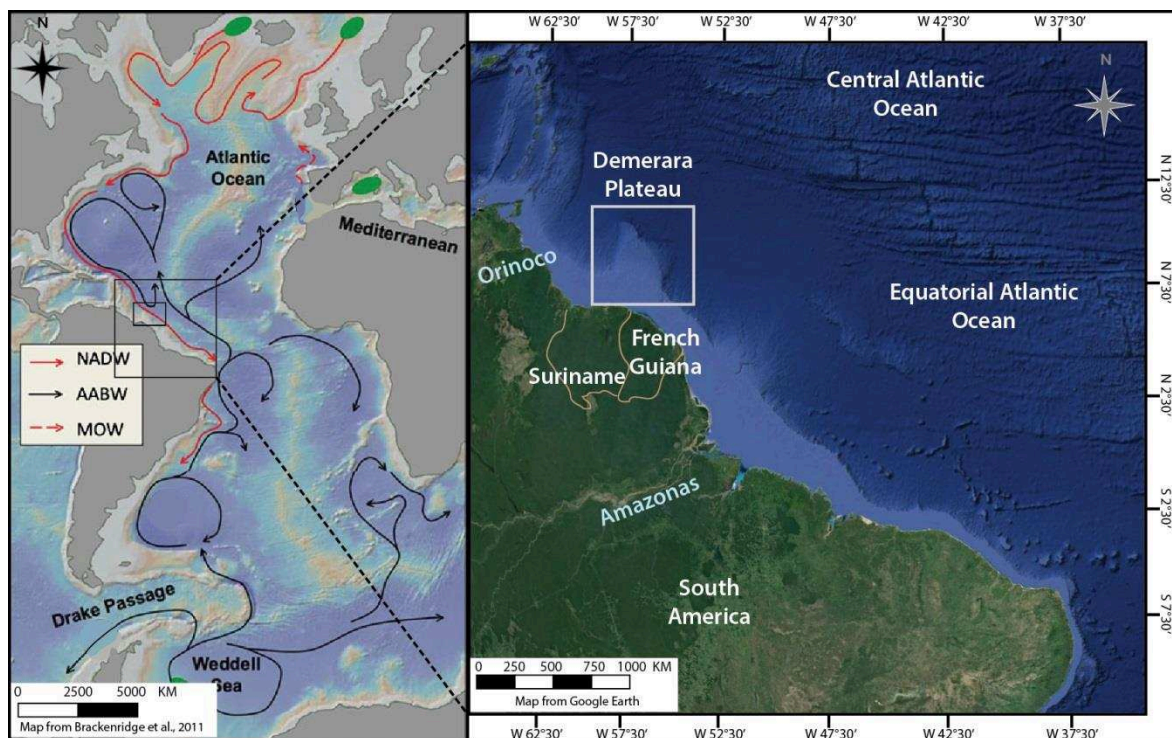 N
Atlantic
Ocean
Mediterranean
NADW
AABW
MOW
Drake Passage
Weddell
Sea
0 2500 5000 KM
Map from Brackenridge et al., 2011
W 62°30' W 57°30' W 52°30' W 47°30' W 42°30' W 37°30'
N
Central Atlantic
Ocean
Demerara
Plateau
Orinoco
Equatorial Atlantic
Ocean
French
Guiana
Suriname
Amazonas
South
America
N 12°30'
N 7°30'
N 2°30'
S 2°30'
S 7°30'
0 250 500 750 1000 KM
Map from Google Earth
W 62°30' W 57°30' W 52°30' W 47°30' W 42°30' W 37°30'